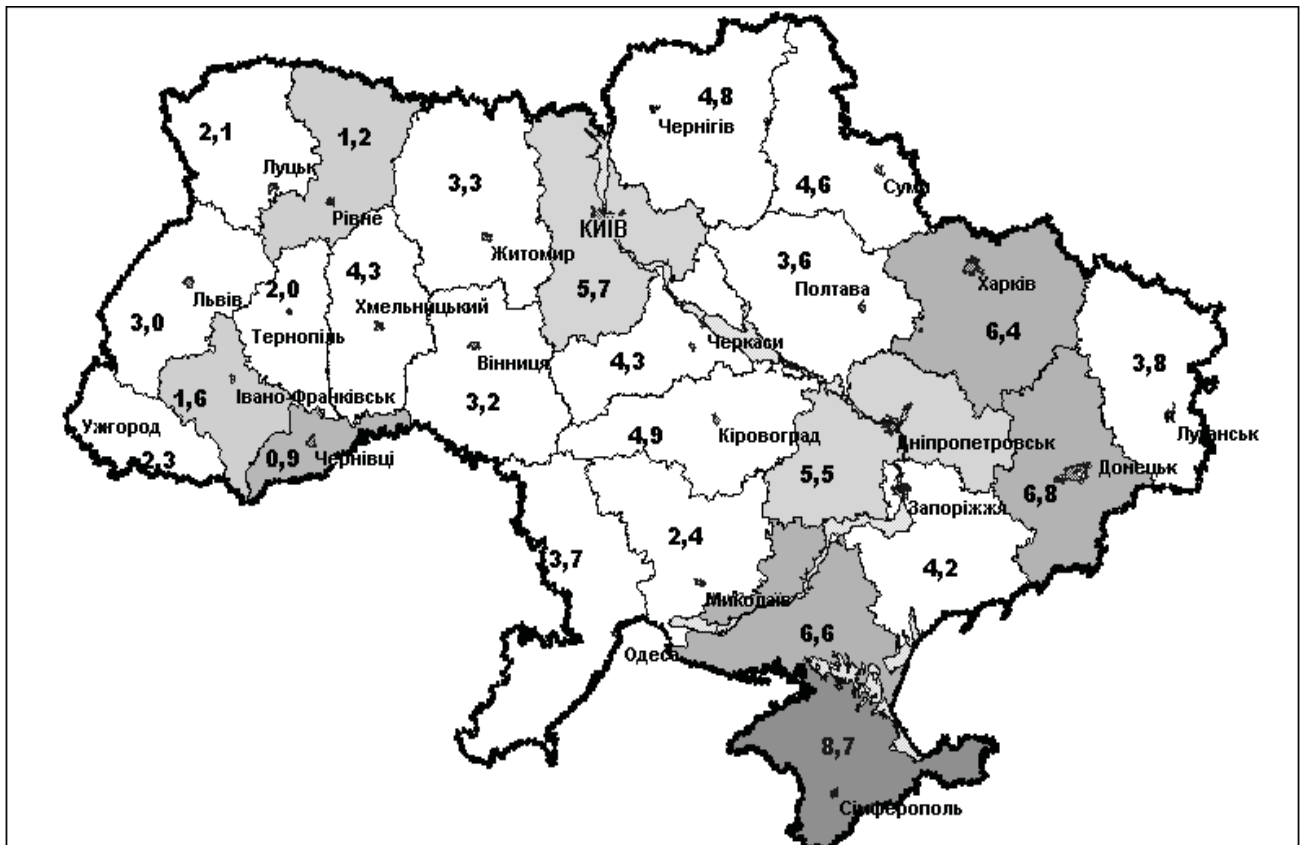 4,8
Чернігів
2,1
1,2
Луцьк
Рівне
3,3
Житомир
4,6
Суми
КИЇВ
5,7
3,6
Полтава
Харків
6,4
Львів
3,0
2,0
Тернопіль
4,3
Хмельницький
Вінниця
3,2
Черкаси
4,3
3,8
Луганськ
Івано-Франківськ
1,6
Ужгород
2,3
0,9
Чернівці
4,9
Кіровоград
Дніпропетровськ
5,5
Донецьк
6,8
Запоріжжя
4,2
3,7
2,4
Миколаїв
6,6
Одеса
8,7
Сімферополь